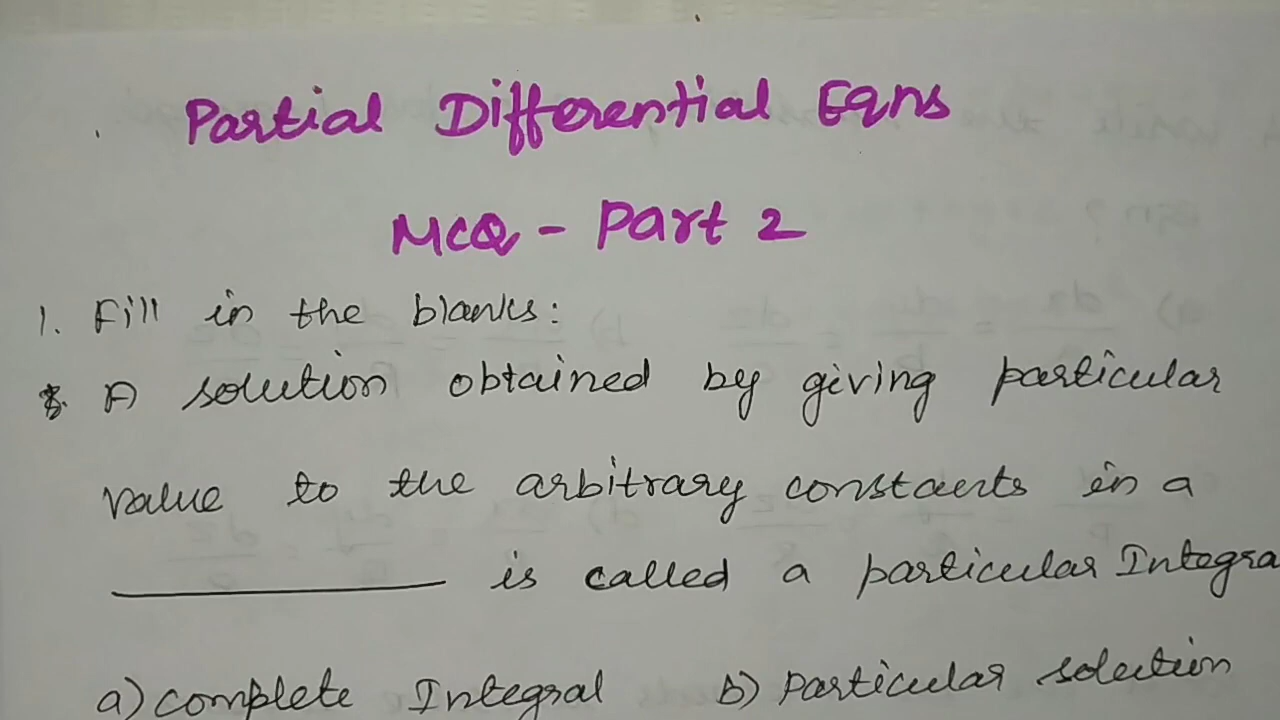 Partial Differential Eqns
MCQ - Part 2
1. Fill in the blanks:
A solution obtained by giving particular
value to the arbitrary constants in a
__________ is called a particular Integra
a) complete Integral b) Particular solution